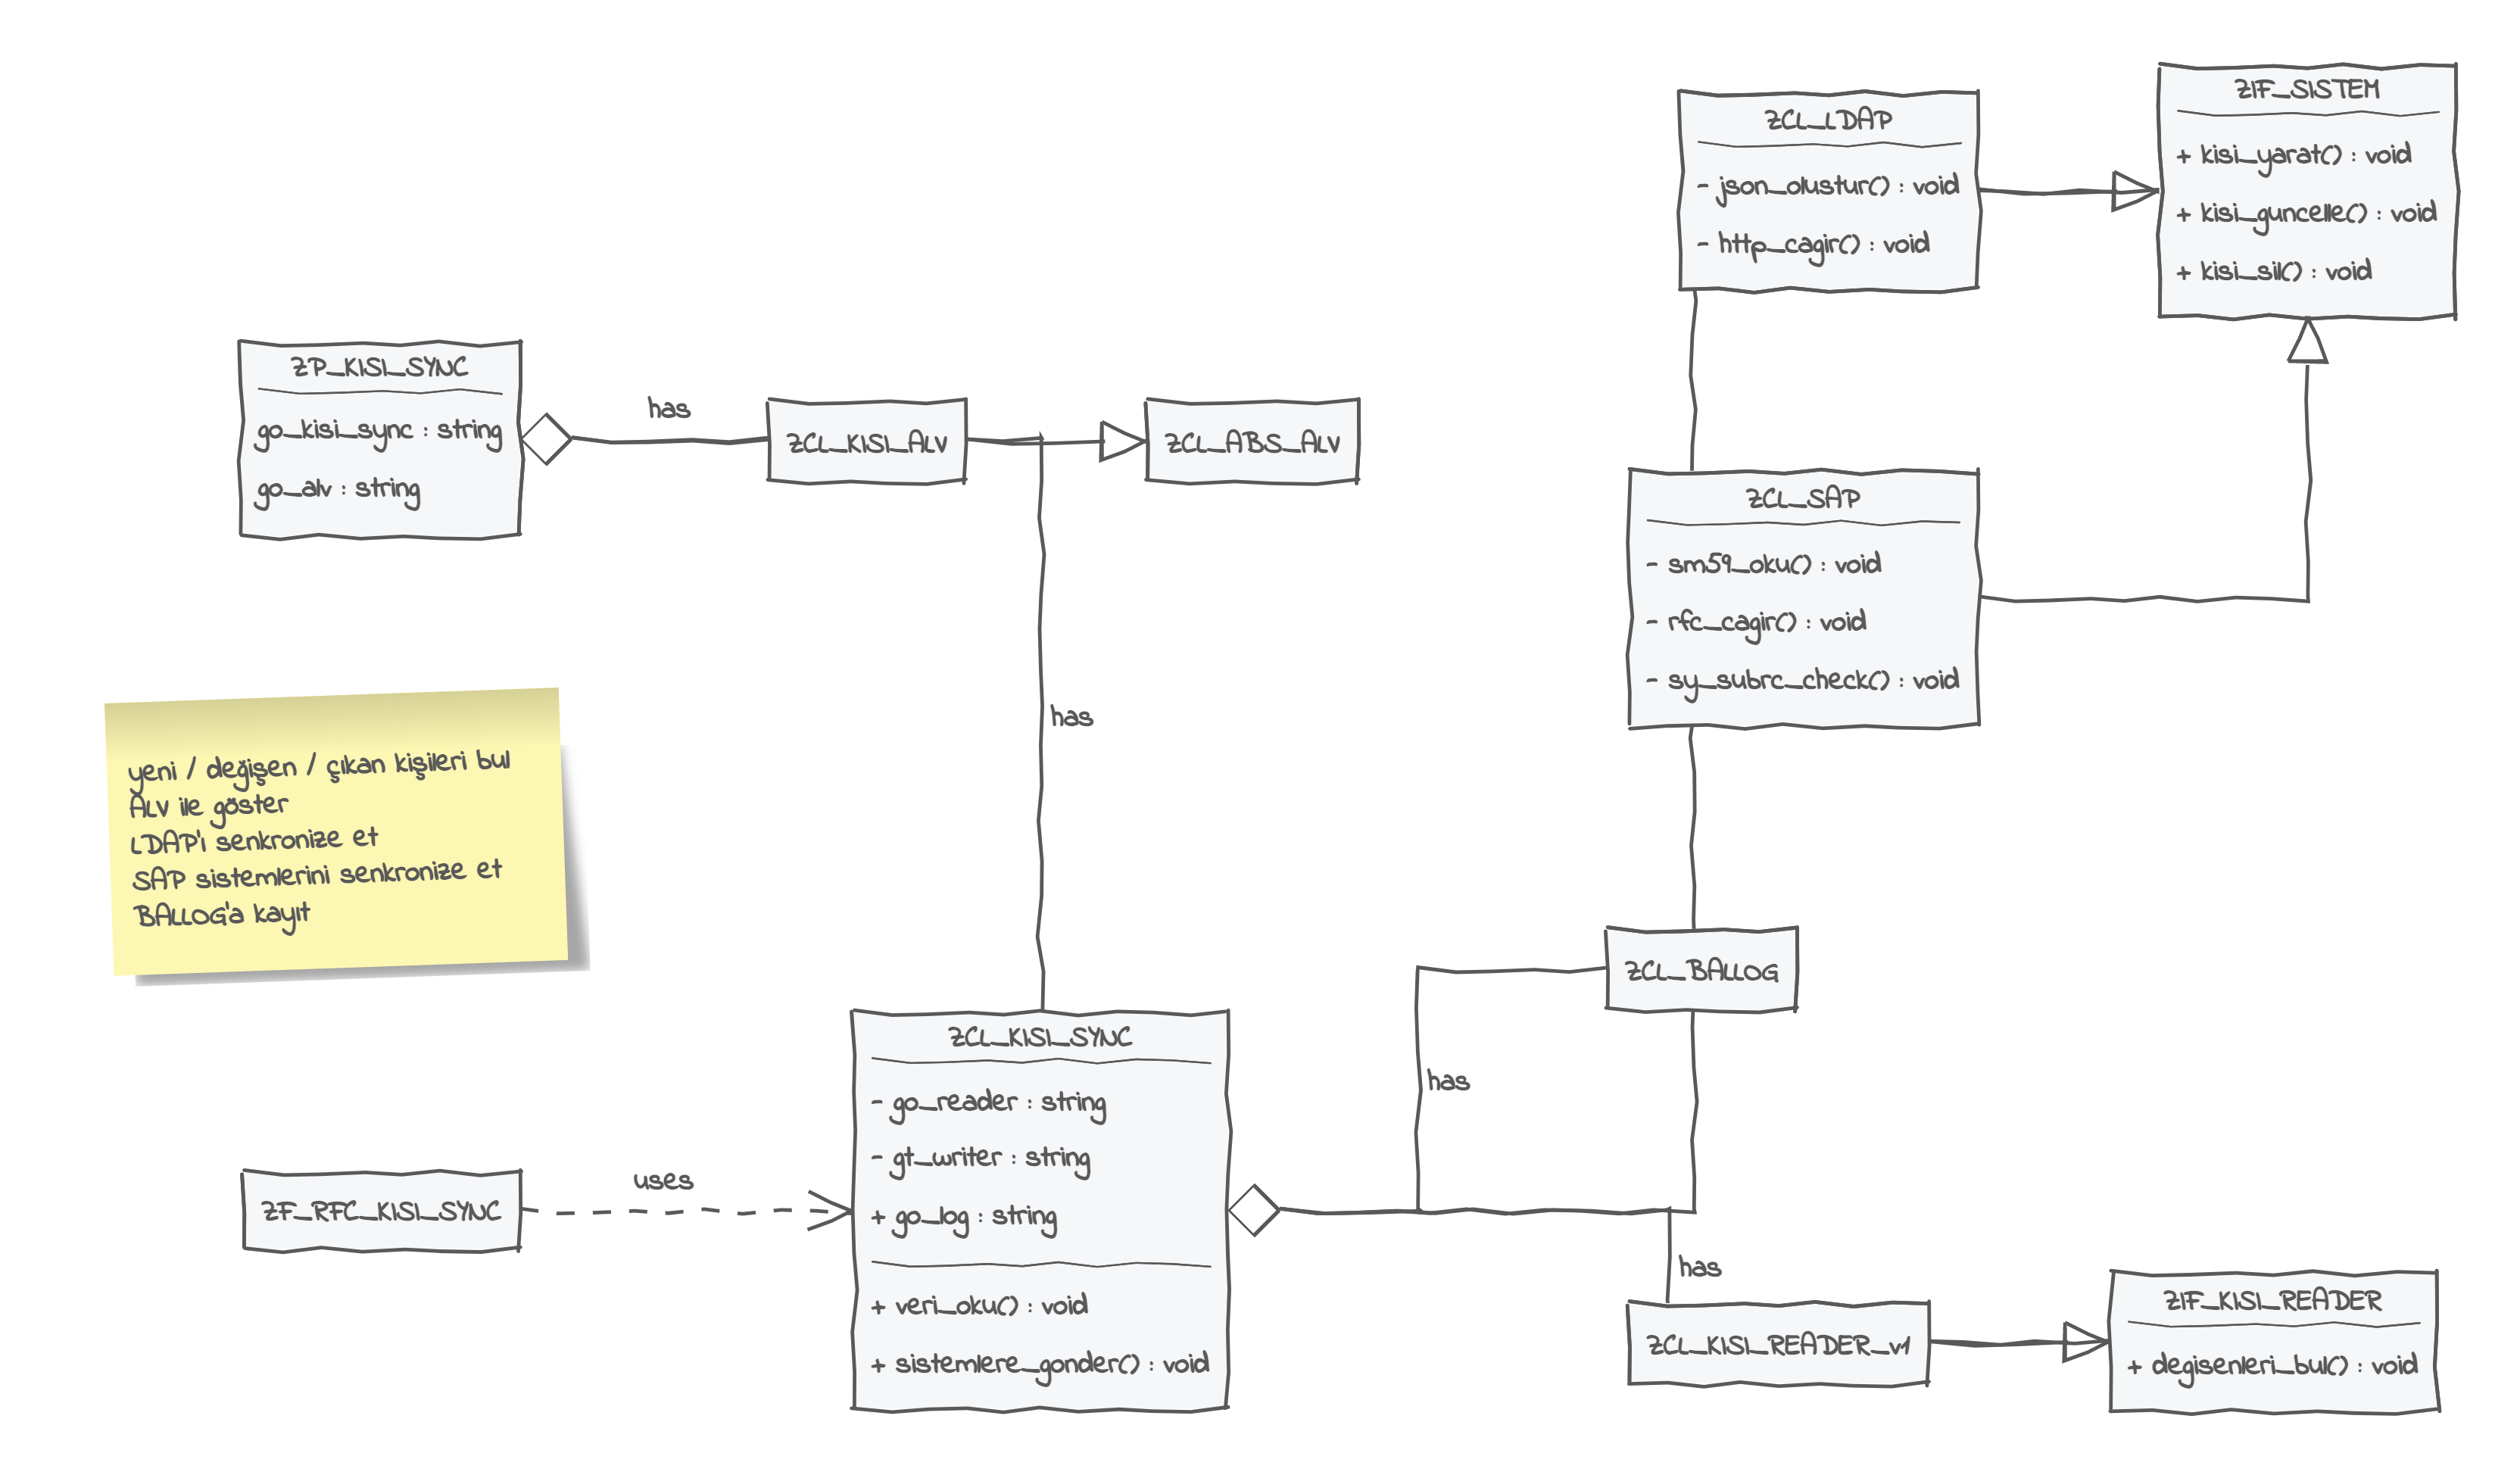 ZIF_SISTEM
+ kisi_yarat() : void
+ kisi_guncelle() : void
+ kisi_sil() : void
ZCL_LDAP
- json_olustur() : void
- http_cagir() : void
ZP_KISI_SYNC
go_kisi_sync : string
go_alv : string
has
ZCL_KISI_ALV
ZCL_ABS_ALV
ZCL_SAP
- sm59_oku() : void
- rfc_cagir() : void
- sy_subrc_check() : void
has
yeni / değişen / çıkan kişileri bul
ALV ile göster
LDAP'ı senkronize et
SAP sistemlerini senkronize et
BALLOG'a kayıt
ZCL_BALLOG
has
ZCL_KISI_SYNC
- go_reader : string
- gt_writer : string
+ go_log : string
+ veri_oku() : void
+ sistemlere_gonder() : void
ZF_RFC_KISI_SYNC
uses
has
ZCL_KISI_READER_v1
ZIF_KISI_READER
+ degisenleri_bul() : void